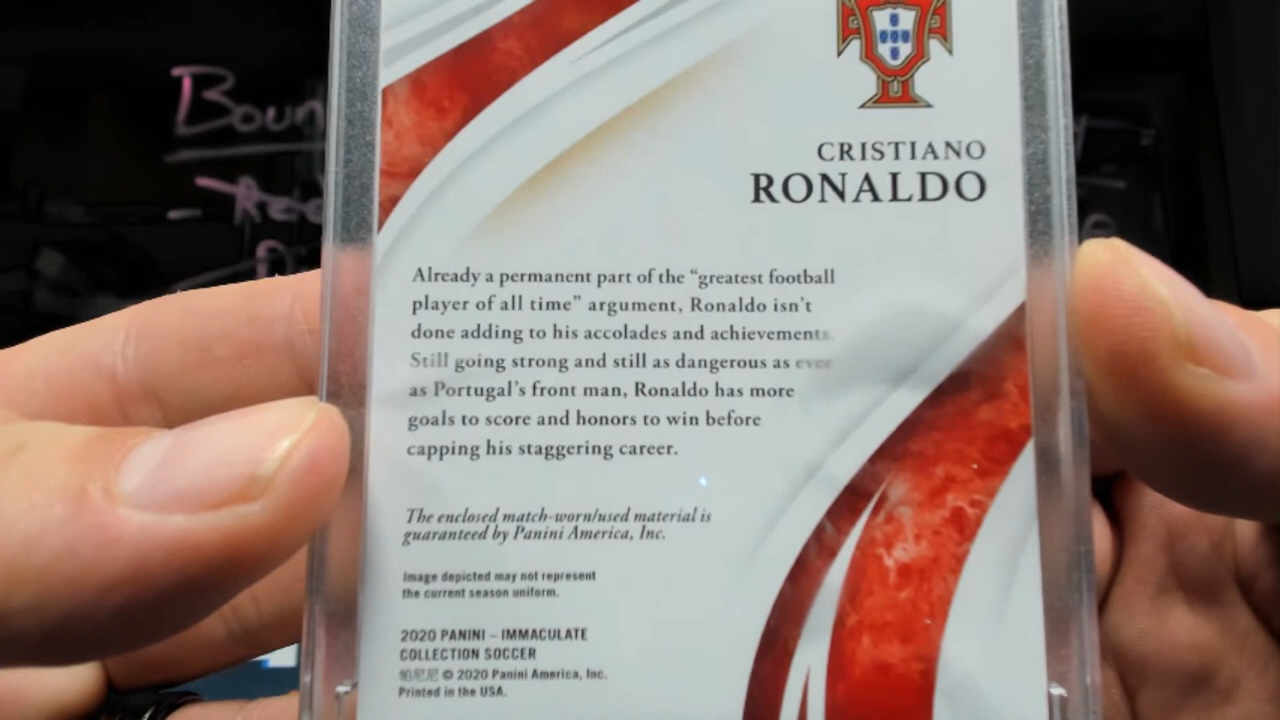 Boun
CRISTIANO
RONALDO
Already a permanent part of the “greatest football
player of all time” argument, Ronaldo isn’t
done adding to his accolades and achievements.
Still going strong and still as dangerous as ever
as Portugal’s front man, Ronaldo has more
goals to score and honors to win before
capping his staggering career.
The enclosed match-worn/used material is
guaranteed by Panini America, Inc.
Image depicted may not represent
the current season uniform.
2020 PANINI – IMMACULATE
COLLECTION SOCCER
帕尼尼 © 2020 Panini America, Inc.
Printed in the USA.